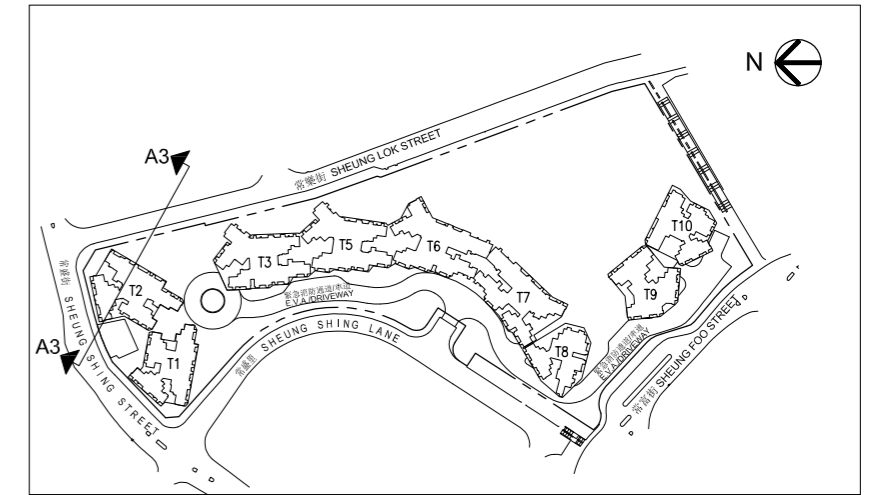 N
A3
常樂街 SHEUNG LOK STREET
T10
T3
T5
T6
T2
T9
T7
常盛街 SHEUNG SHING STREET
緊急消防通道/車道
E.V.A./DRIVEWAY
A3
T1
常盛里 SHEUNG SHING LANE
T8
緊急消防通道/車道
E.V.A./DRIVEWAY
常富街 SHEUNG FOO STREET